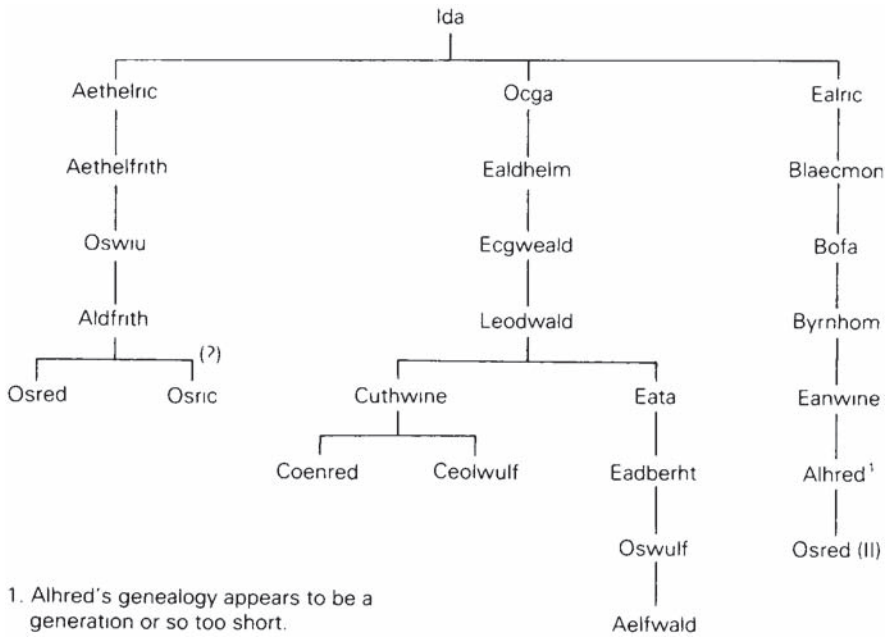 Ida
Aethelric Ocga Ealric
Aethelfrith Ealdhelm Blaecmon
Oswiu Ecgweald Bofa
Aldfrith Leodwald Byrnhom
(?)
Osred Osric Cuthwine Eata Eanwine
Coenred Ceolwulf Eadberht Alhred¹
Oswulf Osred (II)
1. Alhred's genealogy appears to be a
generation or so too short.
Aelfwald